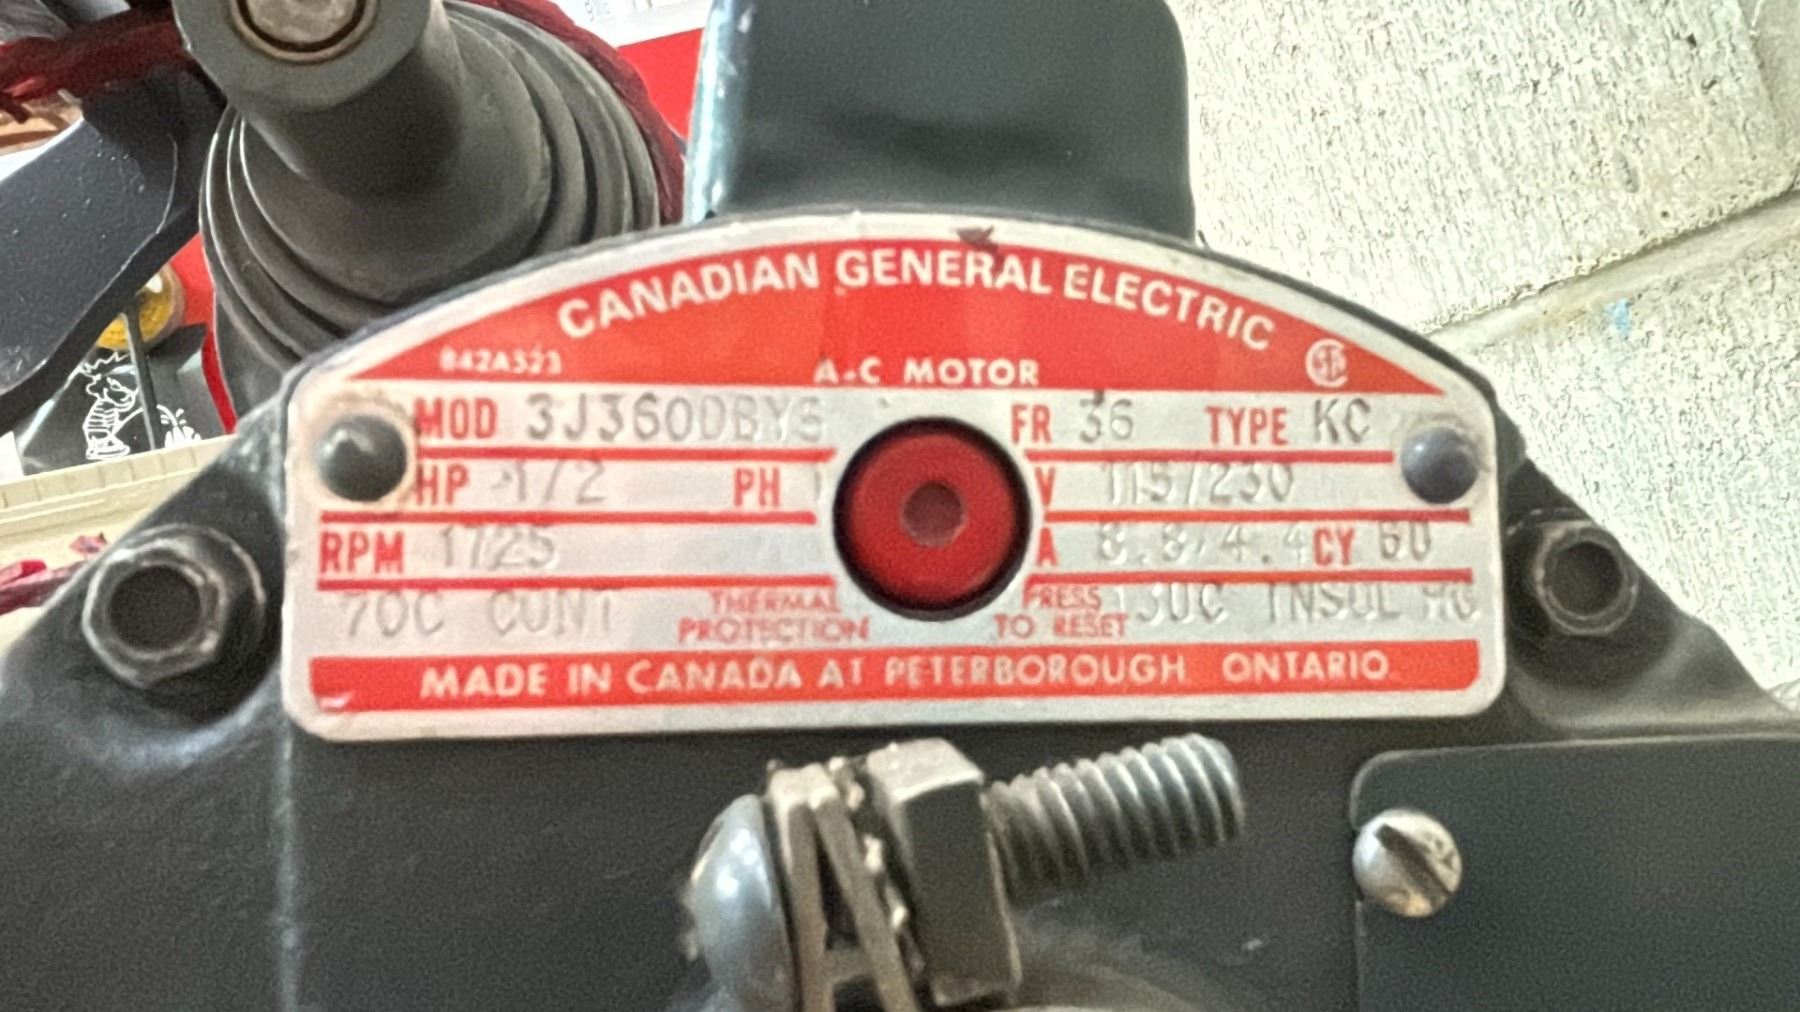 CANADIAN GENERAL ELECTRIC
842A523 A-C MOTOR
MOD 3J360DBYS FR 36 TYPE KC
HP 1/2 PH 1 V 115/230
RPM 1725 A 8.8/4.4 CY 60
70C CONT THERMAL PROTECTION PRESS TO RESET 130C INSUL
MADE IN CANADA AT PETERBOROUGH ONTARIO